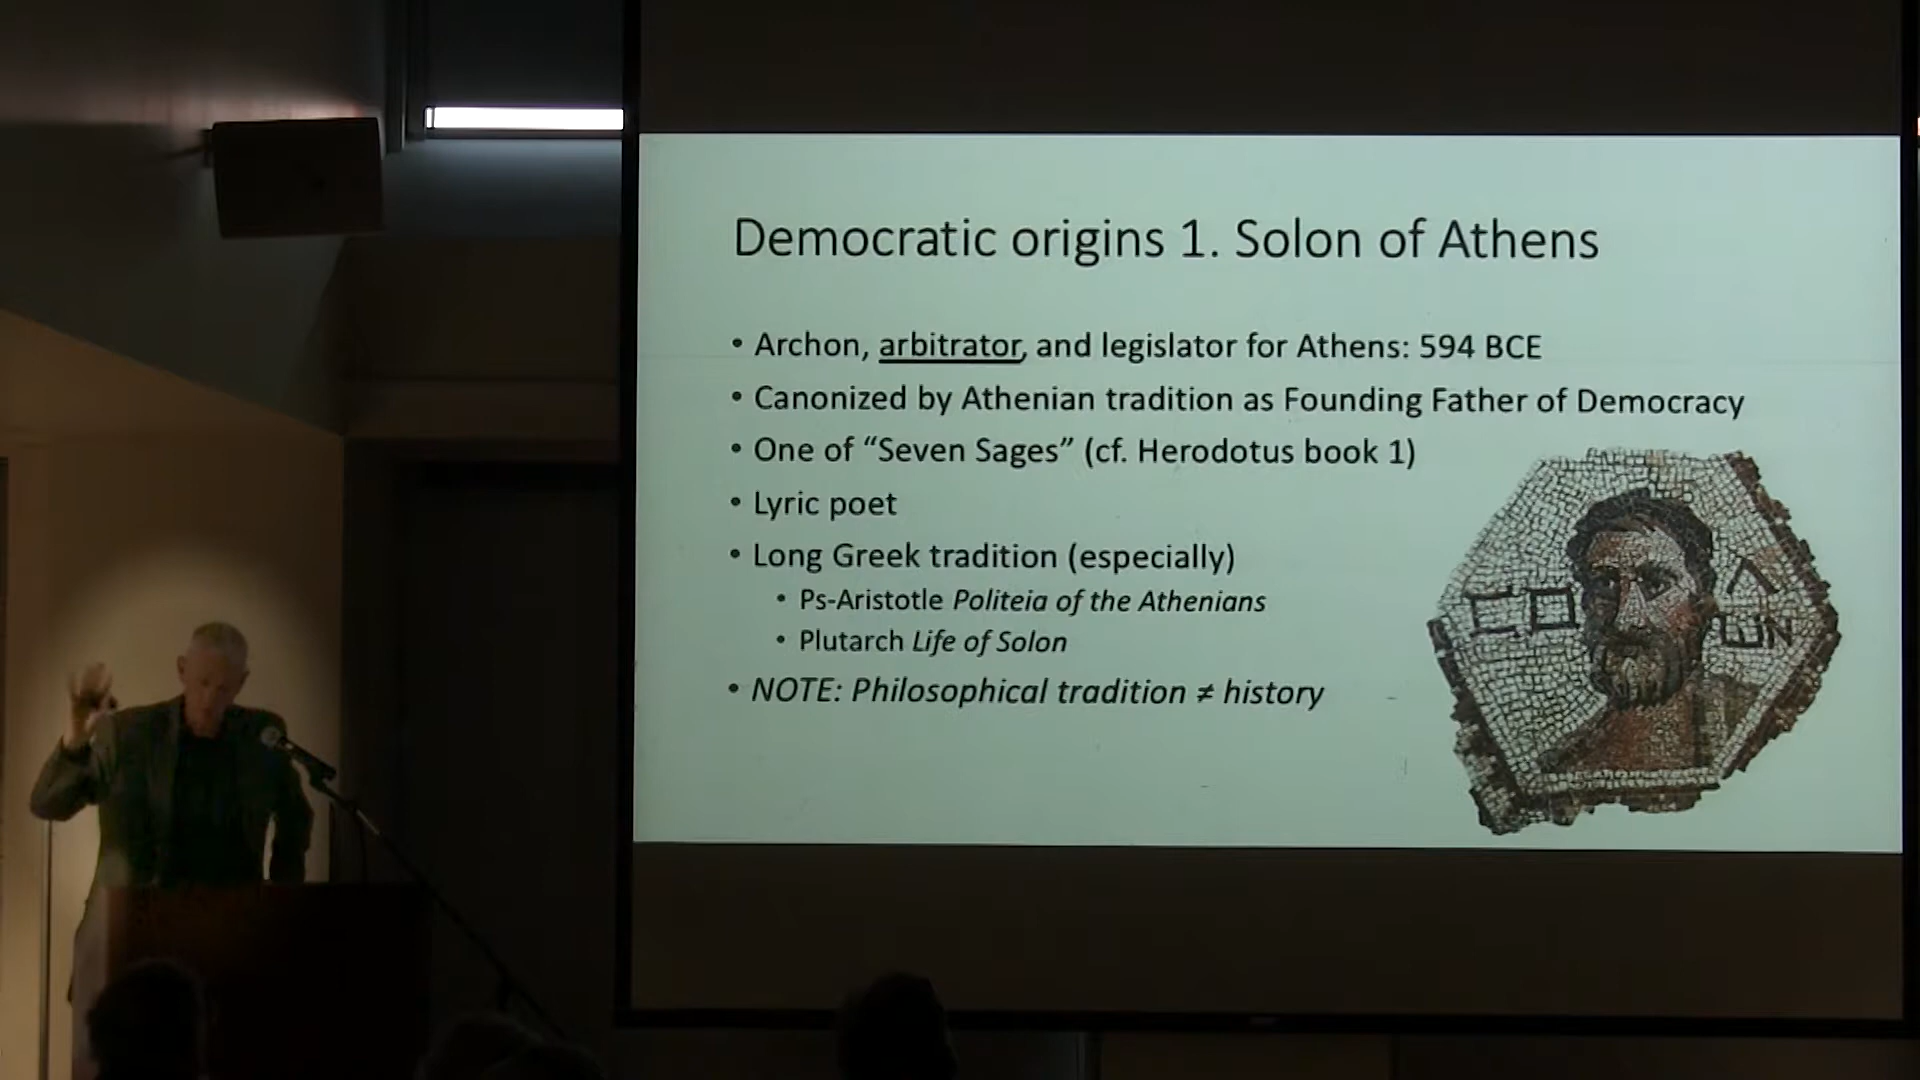 Democratic origins 1. Solon of Athens
• Archon, arbitrator, and legislator for Athens: 594 BCE
• Canonized by Athenian tradition as Founding Father of Democracy
• One of “Seven Sages” (cf. Herodotus book 1)
• Lyric poet
• Long Greek tradition (especially)
• Ps-Aristotle Politeia of the Athenians
• Plutarch Life of Solon
• NOTE: Philosophical tradition ≠ history